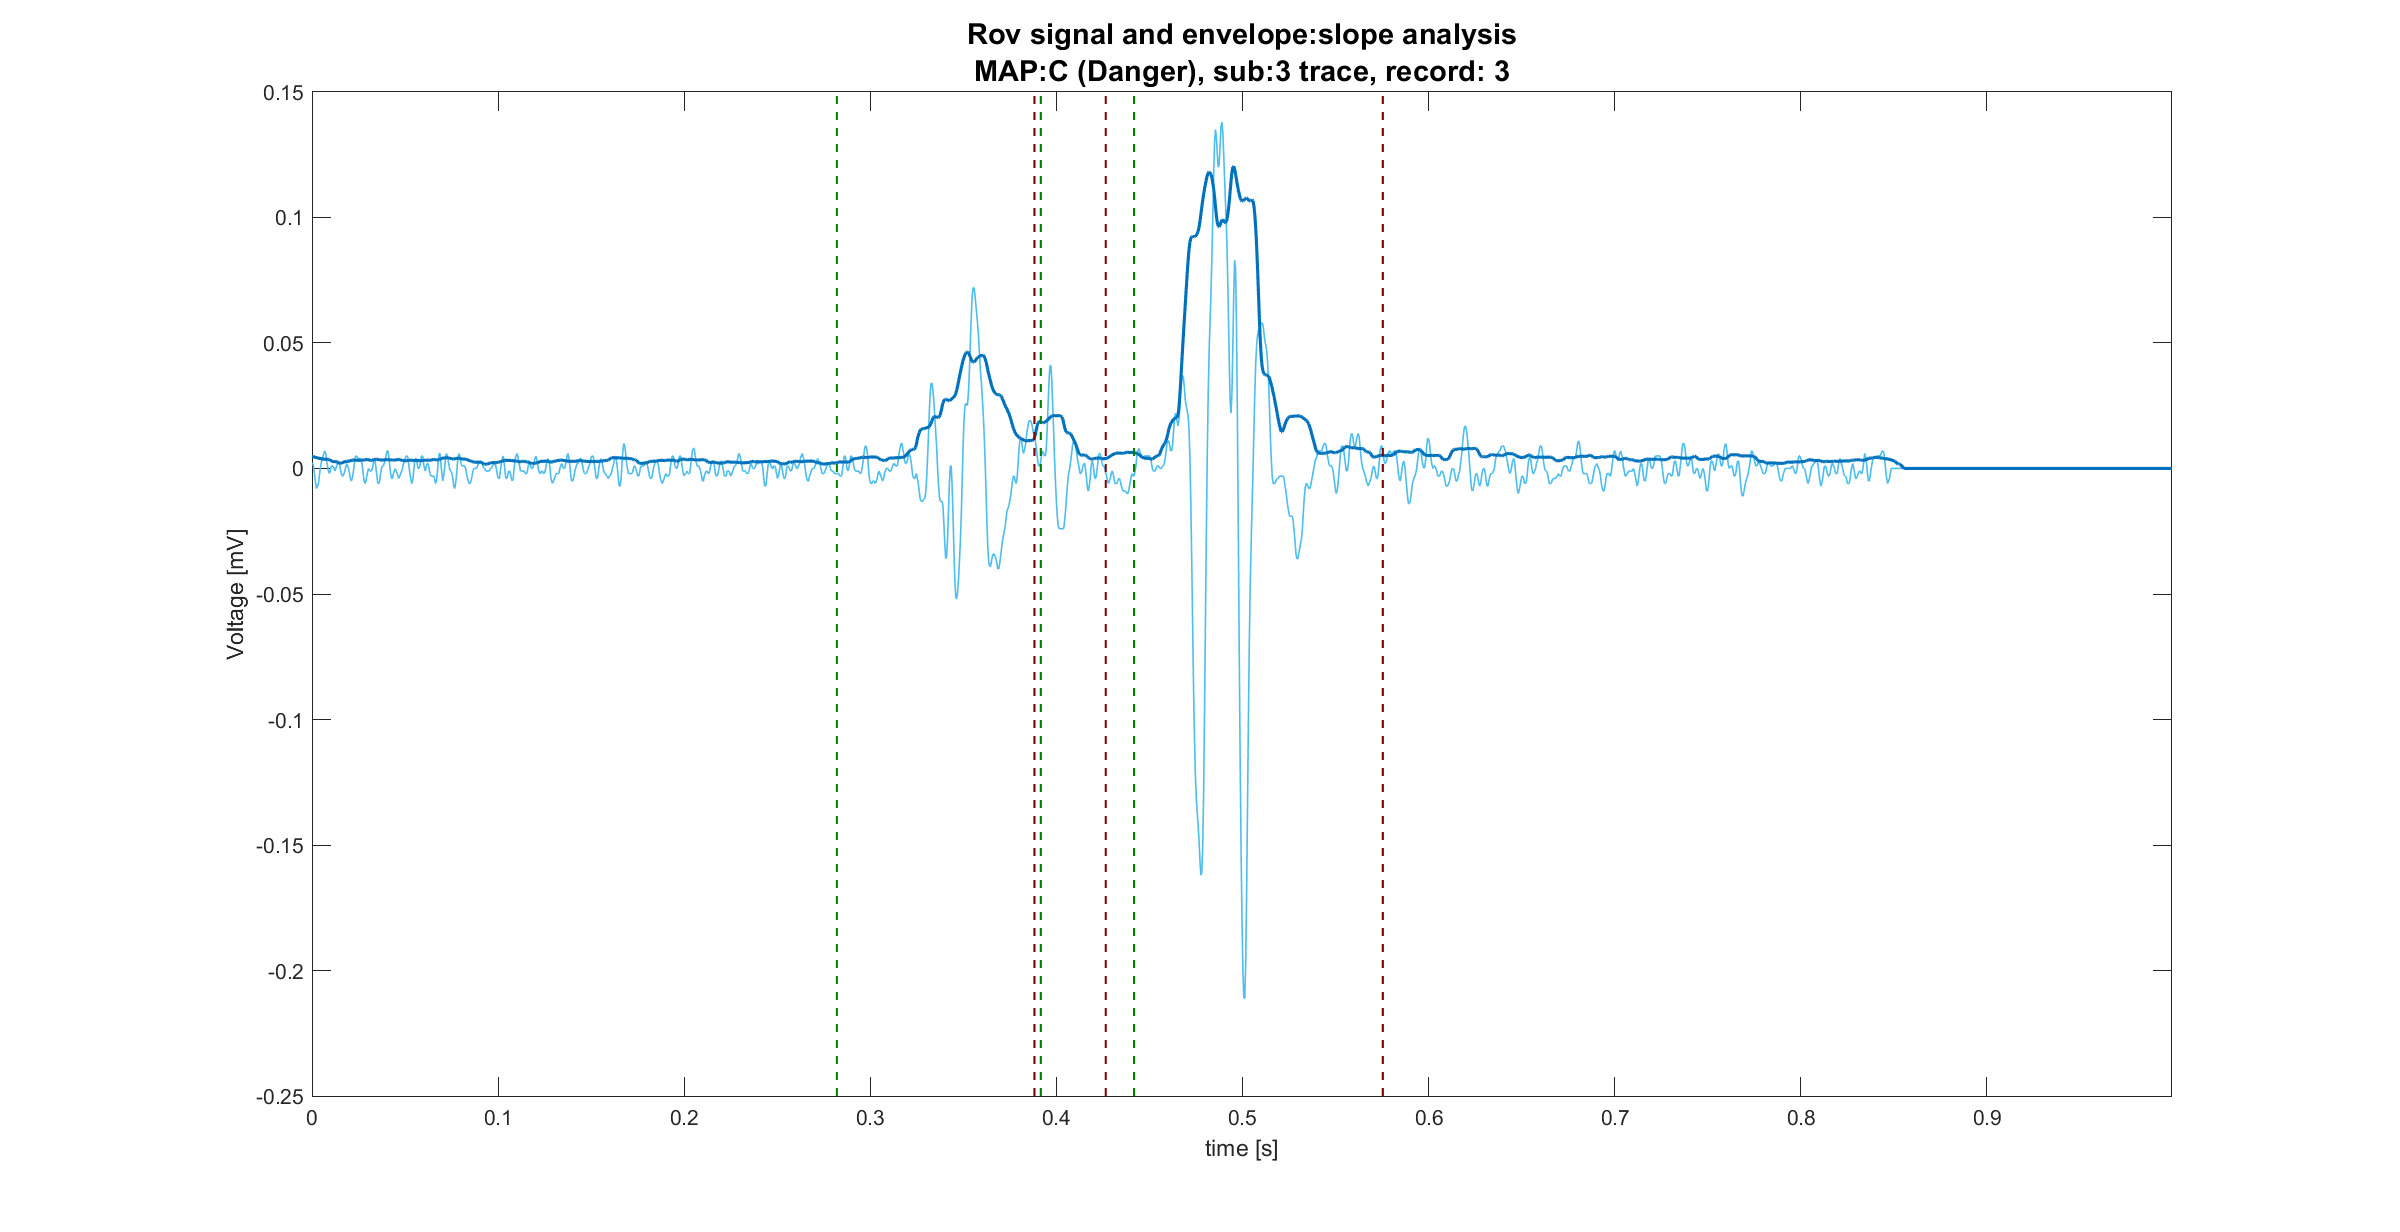 Rov signal and envelope:slope analysis
MAP:C (Danger), sub:3 trace, record: 3
0.15
0.1
0.05
0
-0.05
-0.1
-0.15
-0.2
-0.25
Voltage [mV]
0 0.1 0.2 0.3 0.4 0.5 0.6 0.7 0.8 0.9
time [s]